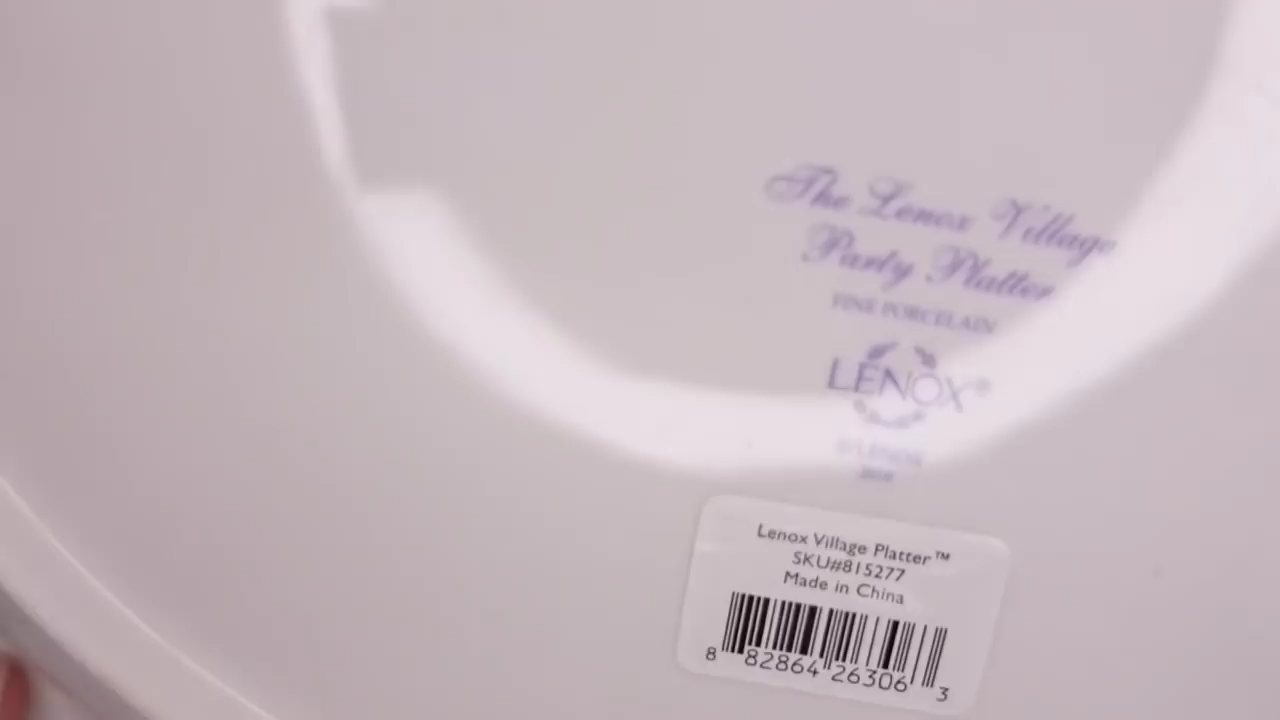 The Lenox Village
Party Platter
FINE PORCELAIN
LENOX®
© LENOX
Lenox Village Platter™
SKU#815277
Made in China
8 82864 26306 3